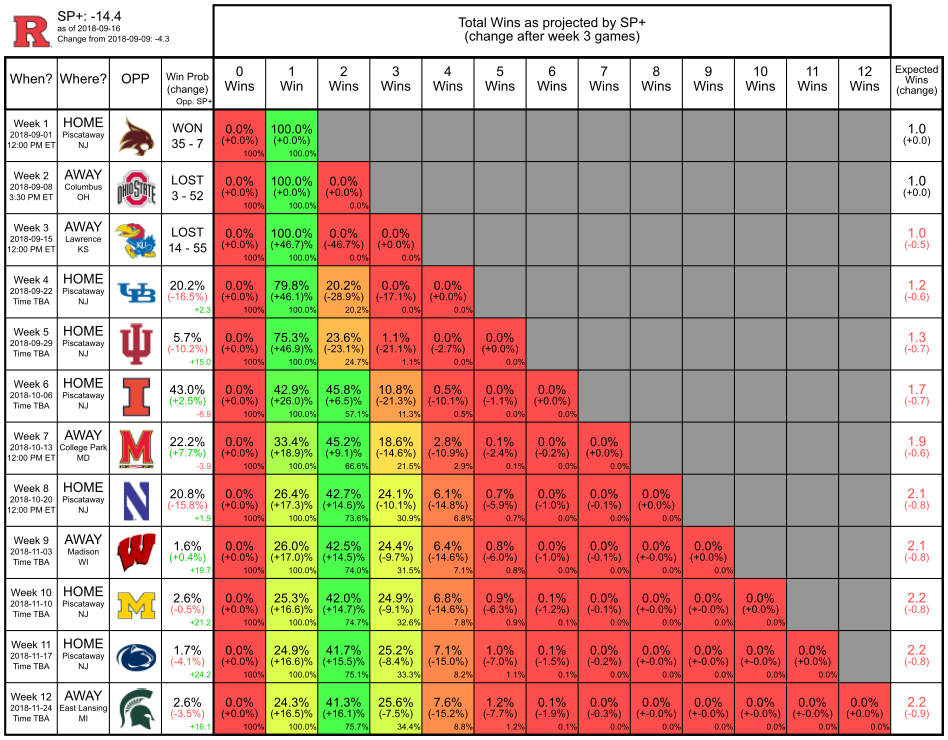 R
SP+: -14.4
as of 2018-09-16
Change from 2018-09-09: -4.3
Total Wins as projected by SP+
(change after week 3 games)
When? Where? OPP Win Prob (change) Opp. SP+ 0 Wins 1 Win 2 Wins 3 Wins 4 Wins 5 Wins 6 Wins 7 Wins 8 Wins 9 Wins 10 Wins 11 Wins 12 Wins Expected Wins (change)
Week 1 HOME WON 0.0% 100.0% 1.0
2018-09-01 Piscataway 35 - 7 (+0.0%) (+0.0%) (+0.0)
12:00 PM ET NJ 100% 100.0%
Week 2 AWAY OHIO STATE LOST 0.0% 100.0% 0.0% 1.0
2018-09-08 Columbus 3 - 52 (+0.0%) (+0.0%) (+0.0%) (+0.0)
3:30 PM ET OH 100% 100.0% 0.0%
Week 3 AWAY KU LOST 0.0% 100.0% 0.0% 0.0% 1.0
2018-09-15 Lawrence 14 - 55 (+0.0%) (+46.7%) (-46.7%) (+0.0%) (-0.5)
12:00 PM ET KS 100% 100.0% 0.0% 0.0%
Week 4 HOME UB 20.2% 0.0% 79.8% 20.2% 0.0% 0.0% 1.2
2018-09-22 Piscataway (-16.5%) (+0.0%) (+46.1%) (-28.9%) (-17.1%) (+0.0%) (-0.6)
Time TBA NJ +2.3 100% 100.0% 20.2% 0.0% 0.0%
Week 5 HOME 5.7% 0.0% 75.3% 23.6% 1.1% 0.0% 0.0% 1.3
2018-09-29 Piscataway (-10.2%) (+0.0%) (+46.9%) (-23.1%) (-21.1%) (-2.7%) (+0.0%) (-0.7)
Time TBA NJ +15.0 100% 100.0% 24.7% 1.1% 0.0% 0.0%
Week 6 HOME I 43.0% 0.0% 42.9% 45.8% 10.8% 0.5% 0.0% 0.0% 1.7
2018-10-06 Piscataway (+2.5%) (+0.0%) (+26.0%) (+6.5%) (-21.3%) (-10.1%) (-1.1%) (+0.0%) (-0.7)
Time TBA NJ -8.9 100% 100.0% 57.1% 11.3% 0.5% 0.0% 0.0%
Week 7 AWAY M 22.2% 0.0% 33.4% 45.2% 18.6% 2.8% 0.1% 0.0% 0.0% 1.9
2018-10-13 College Park (+7.7%) (+0.0%) (+18.9%) (+9.1%) (-14.6%) (-10.9%) (-2.4%) (-0.2%) (+0.0%) (-0.6)
12:00 PM ET MD -3.9 100% 100.0% 66.6% 21.5% 2.9% 0.1% 0.0% 0.0%
Week 8 HOME N 20.8% 0.0% 26.4% 42.7% 24.1% 6.1% 0.7% 0.0% 0.0% 0.0% 2.1
2018-10-20 Piscataway (-15.8%) (+0.0%) (+17.3%) (+14.6%) (-10.1%) (-14.8%) (-5.9%) (-1.0%) (-0.1%) (+0.0%) (-0.8)
12:00 PM ET NJ +1.9 100% 100.0% 73.6% 30.9% 6.8% 0.7% 0.0% 0.0% 0.0%
Week 9 AWAY W 1.6% 0.0% 26.0% 42.5% 24.4% 6.4% 0.8% 0.0% 0.0% 0.0% 0.0% 2.1
2018-11-03 Madison (+0.4%) (+0.0%) (+17.0%) (+14.5%) (-9.7%) (-14.6%) (-6.0%) (-1.0%) (-0.1%) (+-0.0%) (+0.0%) (-0.8)
Time TBA WI +19.7 100% 100.0% 74.0% 31.5% 7.1% 0.8% 0.0% 0.0% 0.0% 0.0%
Week 10 HOME M 2.6% 0.0% 25.3% 42.0% 24.9% 6.8% 0.9% 0.1% 0.0% 0.0% 0.0% 0.0% 2.2
2018-11-10 Piscataway (-0.5%) (+0.0%) (+16.6%) (+14.7%) (-9.1%) (-14.6%) (-6.3%) (-1.2%) (-0.1%) (+-0.0%) (+-0.0%) (+0.0%) (-0.8)
Time TBA NJ +21.2 100% 100.0% 74.7% 32.6% 7.8% 0.9% 0.1% 0.0% 0.0% 0.0% 0.0%
Week 11 HOME 1.7% 0.0% 24.9% 41.7% 25.2% 7.1% 1.0% 0.1% 0.0% 0.0% 0.0% 0.0% 0.0% 2.2
2018-11-17 Piscataway (-4.1%) (+0.0%) (+16.6%) (+15.5%) (-8.4%) (-15.0%) (-7.0%) (-1.5%) (-0.2%) (+-0.0%) (+-0.0%) (+-0.0%) (+0.0%) (-0.8)
Time TBA NJ +24.2 100% 100.0% 75.1% 33.3% 8.2% 1.1% 0.1% 0.0% 0.0% 0.0% 0.0% 0.0%
Week 12 AWAY 2.6% 0.0% 24.3% 41.3% 25.6% 7.6% 1.2% 0.1% 0.0% 0.0% 0.0% 0.0% 0.0% 0.0% 2.2
2018-11-24 East Lansing (-3.5%) (+0.0%) (+16.5%) (+16.1%) (-7.5%) (-15.2%) (-7.7%) (-1.9%) (-0.3%) (+-0.0%) (+-0.0%) (+-0.0%) (+-0.0%) (+0.0%) (-0.9)
Time TBA MI +16.1 100% 100.0% 75.7% 34.4% 8.8% 1.2% 0.1% 0.0% 0.0% 0.0% 0.0% 0.0% 0.0%